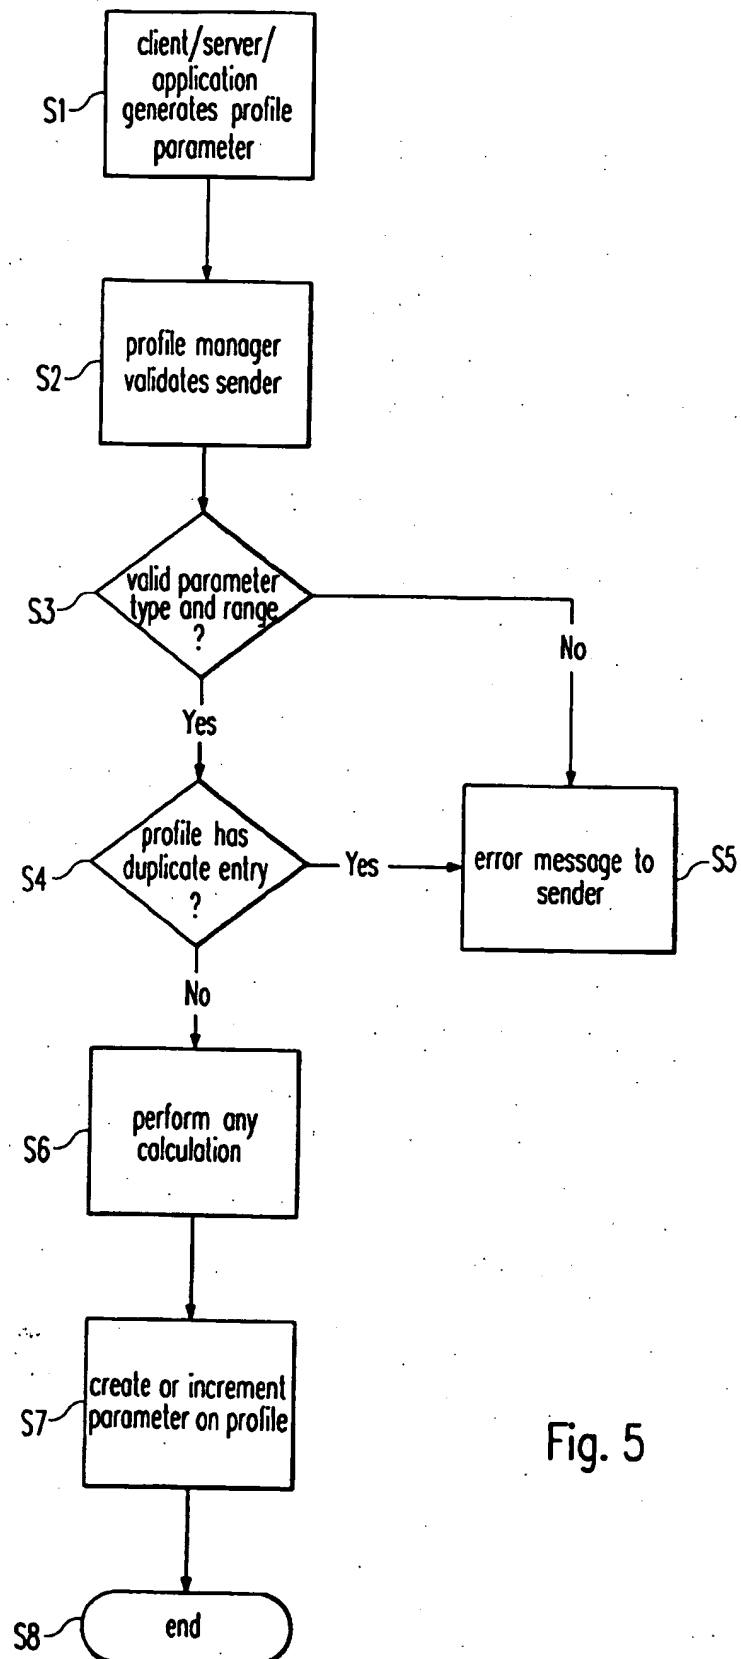 client/server/
application
generates profile
parameter
S1
profile manager
validates sender
S2
valid parameter
type and range
?
S3
No
Yes
profile has
duplicate entry
?
S4
Yes
error message to
sender
S5
No
perform any
calculation
S6
create or increment
parameter on profile
S7
Fig. 5
end
S8